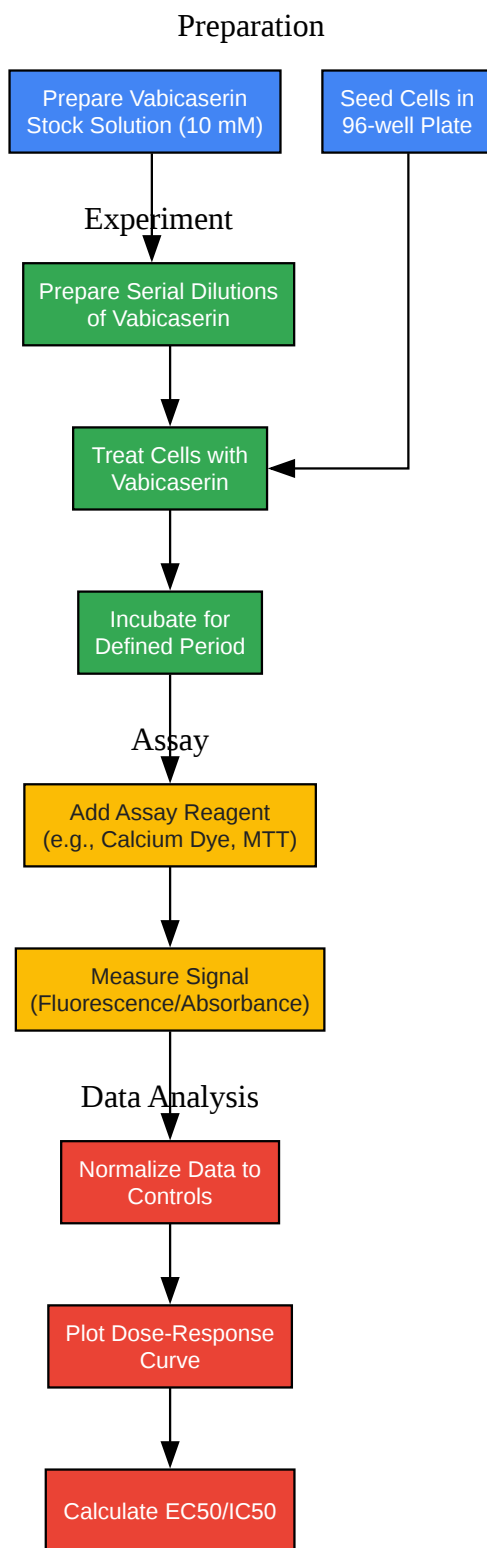 Preparation
Prepare Vabicaserin
Stock Solution (10 mM)
Seed Cells in
96-well Plate
Experiment
Prepare Serial Dilutions
of Vabicaserin
Treat Cells with
Vabicaserin
Incubate for
Defined Period
Assay
Add Assay Reagent
(e.g., Calcium Dye, MTT)
Measure Signal
(Fluorescence/Absorbance)
Data Analysis
Normalize Data to
Controls
Plot Dose-Response
Curve
Calculate EC50/IC50